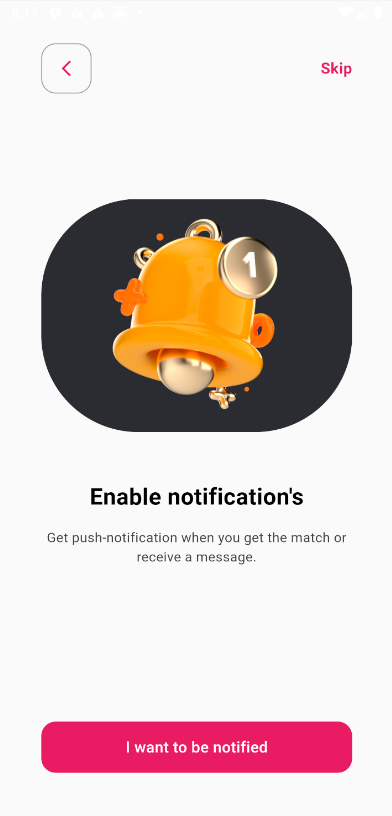 Skip
1
Enable notification's
Get push-notification when you get the match or
receive a message.
I want to be notified